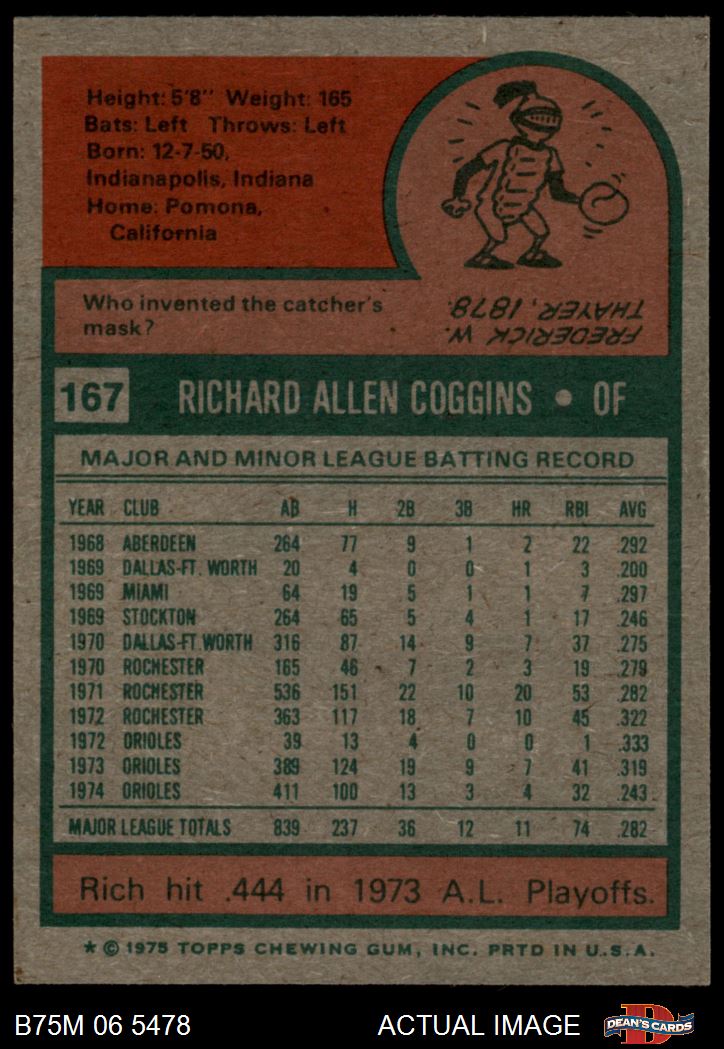 Height: 5'8" Weight: 165
Bats: Left Throws: Left
Born: 12-7-50,
Indianapolis, Indiana
Home: Pomona,
California
Who invented the catcher's
mask?
FREDERICK W.
THAYER, 1878.
167 RICHARD ALLEN COGGINS • OF
MAJOR AND MINOR LEAGUE BATTING RECORD
YEAR CLUB AB H 2B 3B HR RBI AVG
1968 ABERDEEN 264 77 9 1 2 22 .292
1969 DALLAS-FT. WORTH 20 4 0 0 1 3 .200
1969 MIAMI 64 19 5 1 1 7 .297
1969 STOCKTON 264 65 5 4 1 17 .246
1970 DALLAS-FT. WORTH 316 87 14 9 7 37 .275
1970 ROCHESTER 165 46 7 2 3 19 .279
1971 ROCHESTER 536 151 22 10 20 53 .282
1972 ROCHESTER 363 117 18 7 10 45 .322
1972 ORIOLES 39 13 4 0 0 1 .333
1973 ORIOLES 389 124 19 9 7 41 .319
1974 ORIOLES 411 100 13 3 4 32 .243
MAJOR LEAGUE TOTALS 839 237 36 12 11 74 .282
Rich hit .444 in 1973 A.L. Playoffs.
* © 1975 TOPPS CHEWING GUM, INC. PRTD IN U.S.A.
B75M 06 5478 ACTUAL IMAGE DEAN'S CARDS